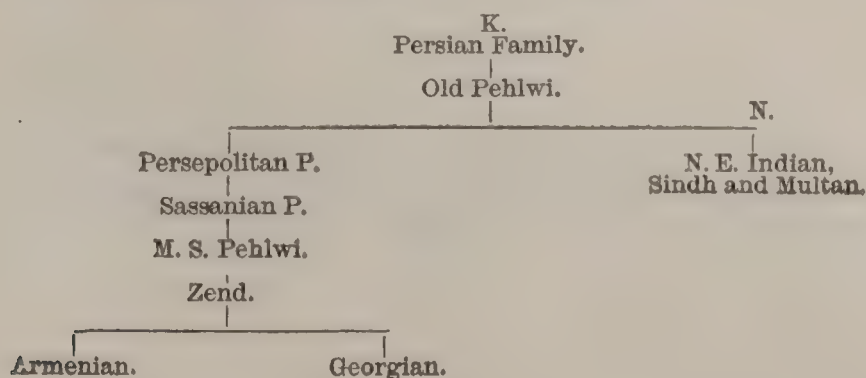 K.
Persian Family.
Old Pehlwi.
N.
Persepolitan P.
N. E. Indian,
Sindh and Multan.
Sassanian P.
M. S. Pehlwi.
Zend.
Armenian.
Georgian.